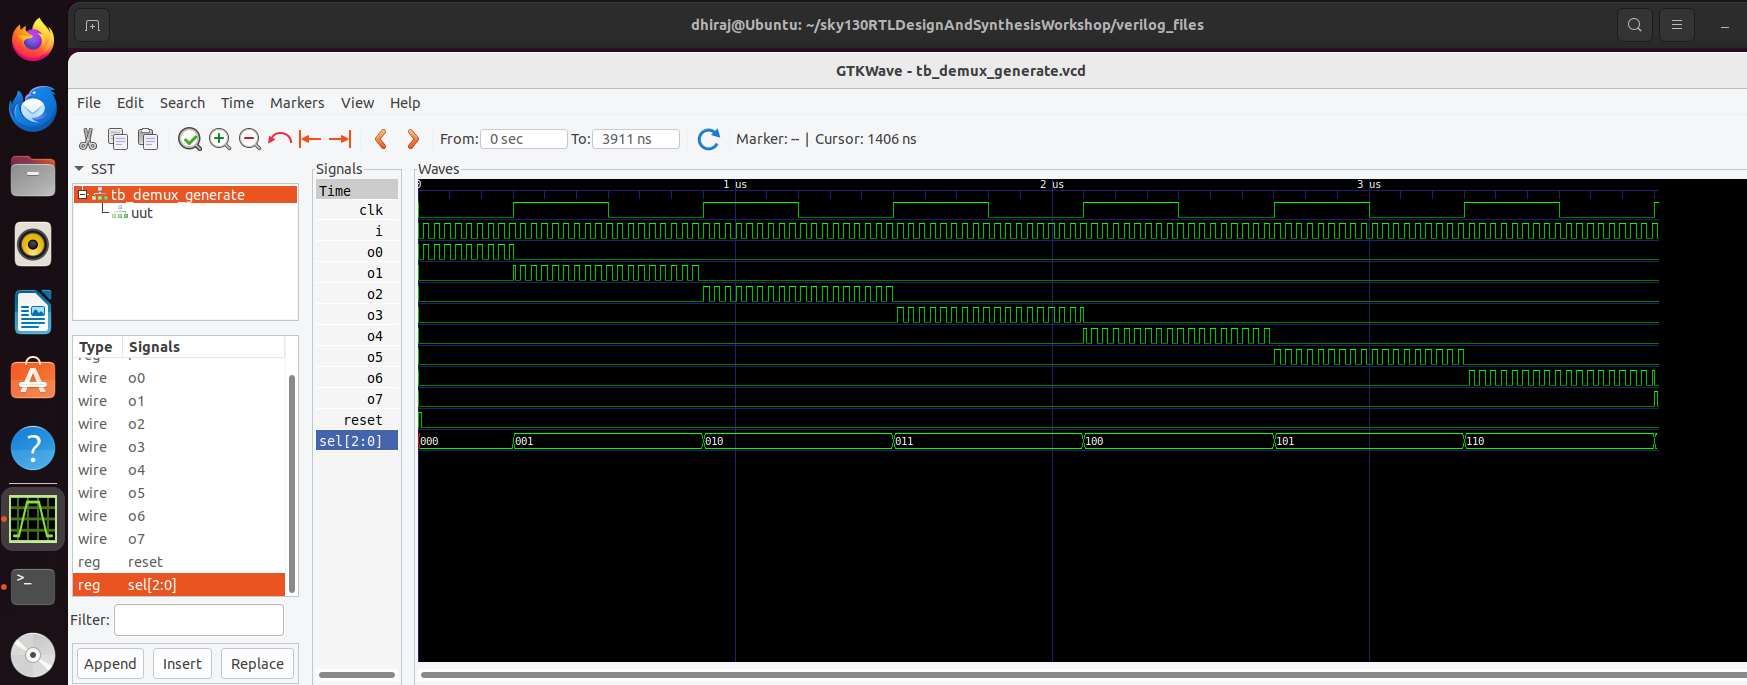 dhiraj@Ubuntu: ~/sky130RTLDesignAndSynthesisWorkshop/verilog_files
GTKWave - tb_demux_generate.vcd
File Edit Search Time Markers View Help
From: 0 sec To: 3911 ns Marker: -- | Cursor: 1406 ns
SST
tb_demux_generate
uut
Type Signals
wire o0
wire o1
wire o2
wire o3
wire o4
wire o5
wire o6
wire o7
reg reset
reg sel[2:0]
Filter:
Append Insert Replace
Signals
Time
clk
i
o0
o1
o2
o3
o4
o5
o6
o7
reset
sel[2:0]
Waves
0 1 us 2 us 3 us
000 001 010 011 100 101 110